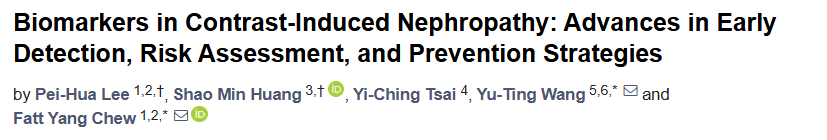 Biomarkers in Contrast-Induced Nephropathy: Advances in Early
Detection, Risk Assessment, and Prevention Strategies
by Pei-Hua Lee 1,2,†, Shao Min Huang 3,† iD, Yi-Ching Tsai 4, Yu-Ting Wang 5,6,* and
Fatt Yang Chew 1,2,* iD